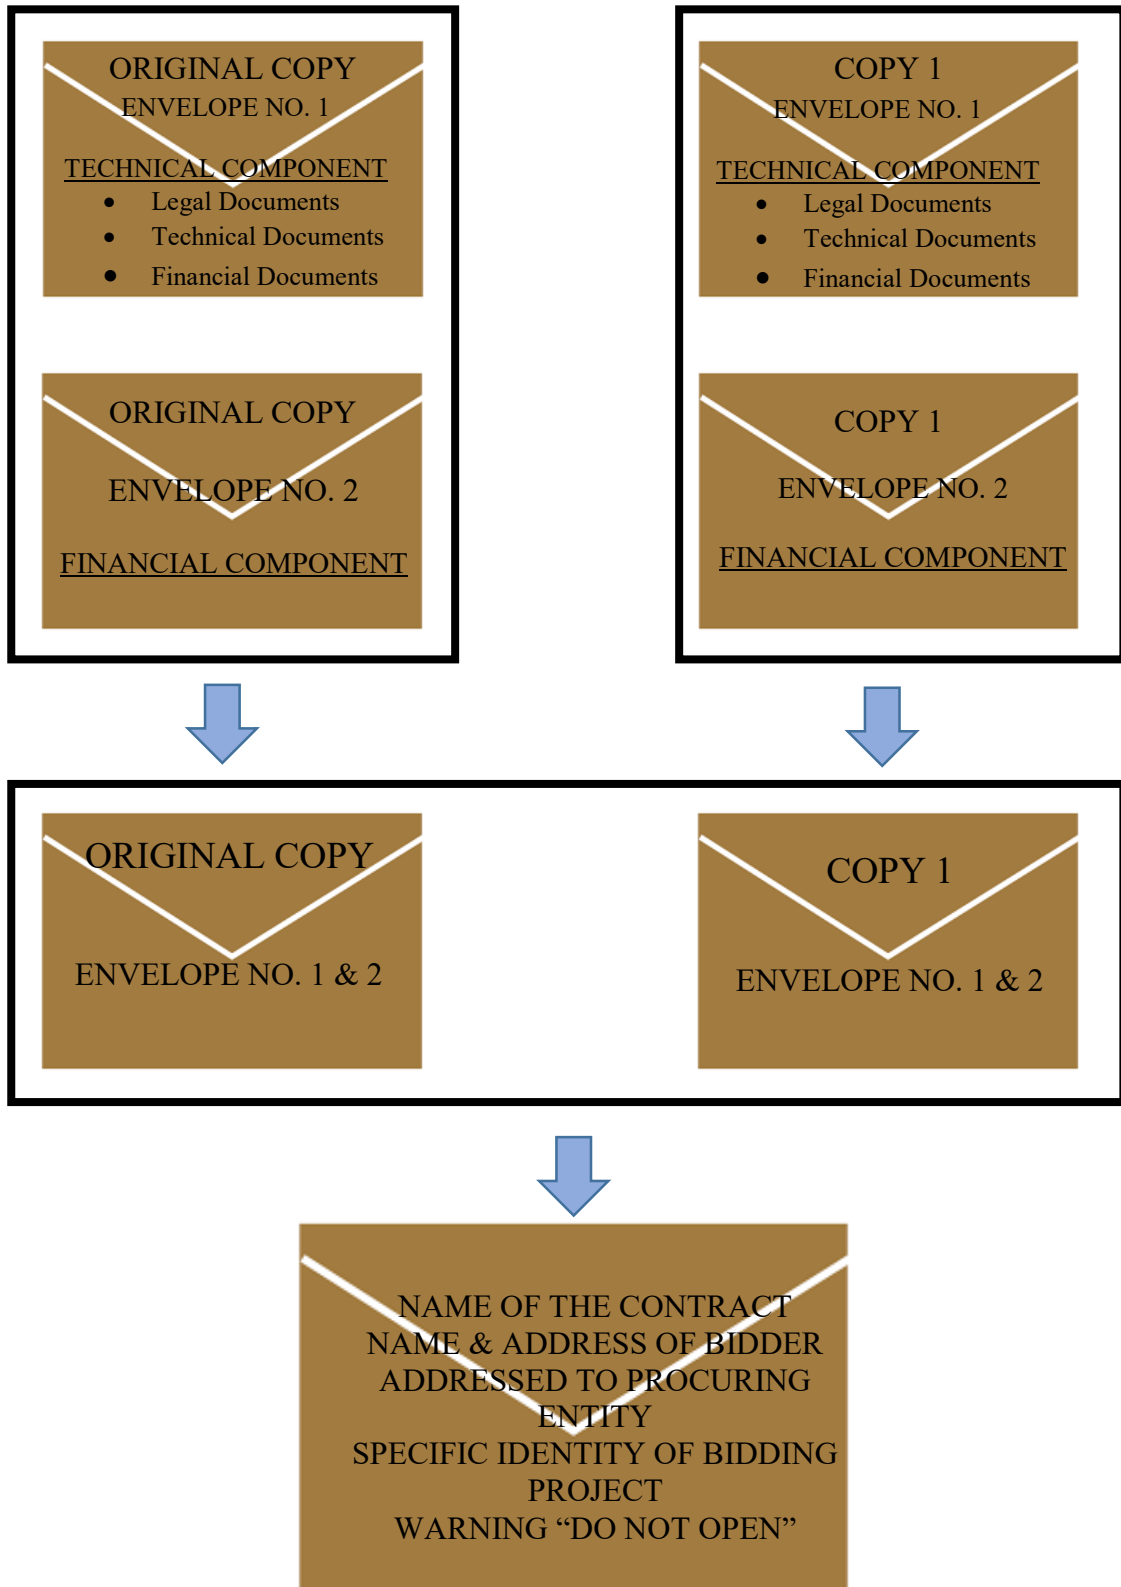 ORIGINAL COPY
ENVELOPE NO. 1
TECHNICAL COMPONENT
• Legal Documents
• Technical Documents
• Financial Documents
COPY 1
ENVELOPE NO. 1
TECHNICAL COMPONENT
• Legal Documents
• Technical Documents
• Financial Documents
ORIGINAL COPY
ENVELOPE NO. 2
FINANCIAL COMPONENT
COPY 1
ENVELOPE NO. 2
FINANCIAL COMPONENT
ORIGINAL COPY
ENVELOPE NO. 1 & 2
COPY 1
ENVELOPE NO. 1 & 2
NAME OF THE CONTRACT
NAME & ADDRESS OF BIDDER
ADDRESSED TO PROCURING
ENTITY
SPECIFIC IDENTITY OF BIDDING
PROJECT
WARNING “DO NOT OPEN”